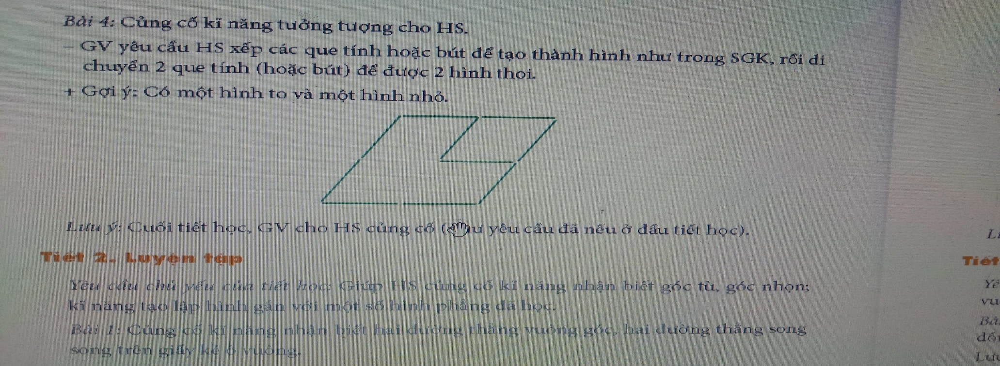 Bài 4: Củng cố kĩ năng tưởng tượng cho HS.
– GV yêu cầu HS xếp các que tính hoặc bút để tạo thành hình như trong SGK, rồi di
chuyển 2 que tính (hoặc bút) để được 2 hình thoi.
+ Gợi ý: Có một hình to và một hình nhỏ.
Lưu ý: Cuối tiết học, GV cho HS củng cố yêu cầu đã nêu ở đầu tiết học).
Tiết 2. Luyện tập
Yêu cầu chủ yếu của tiết học: Giúp HS củng cố kĩ năng nhận biết góc tù, góc nhọn;
kĩ năng tạo lập hình gắn với một số hình phẳng đã học.
Bài 1: Củng cố kĩ năng nhận biết hai đường thẳng vuông góc, hai đường thẳng song
song trên giấy kẻ ô vuông.
Tiết